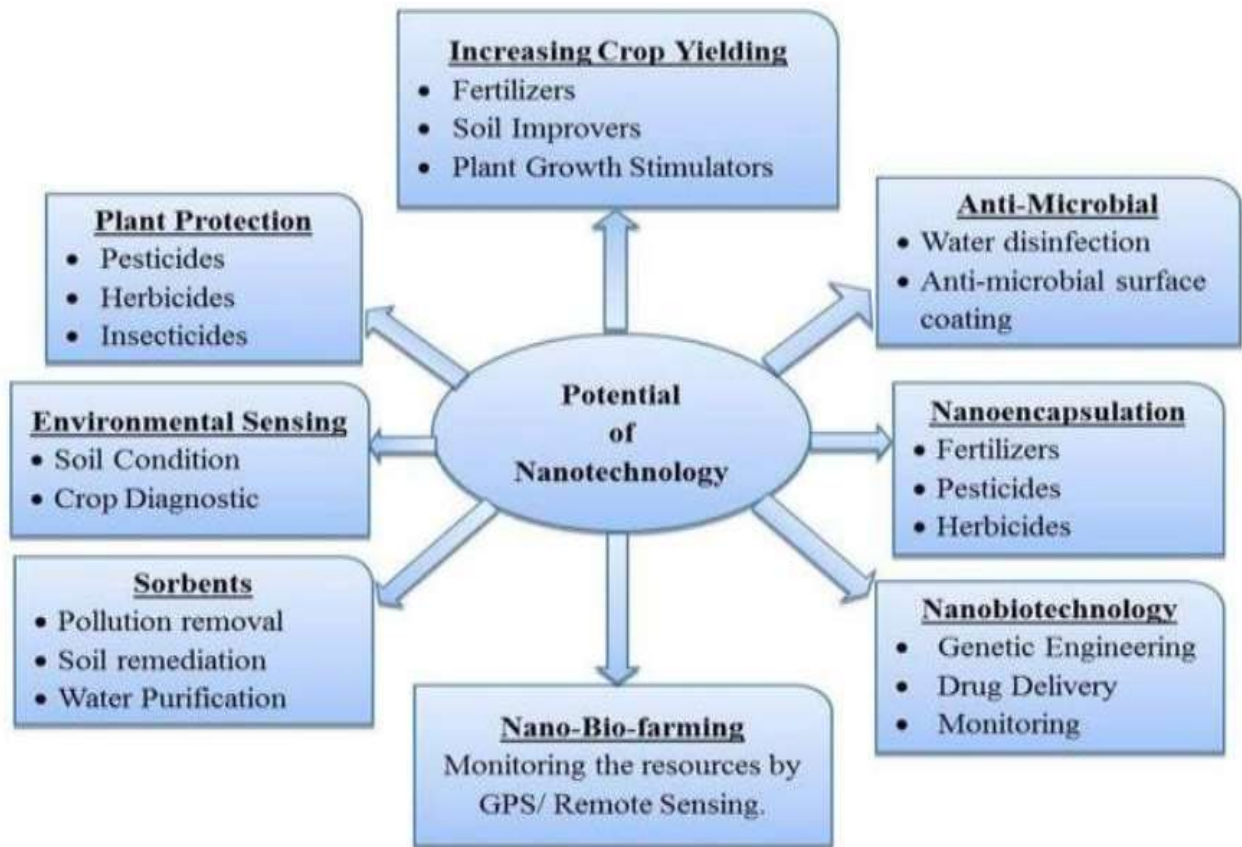 Increasing Crop Yielding
• Fertilizers
• Soil Improvers
• Plant Growth Stimulators
Plant Protection
• Pesticides
• Herbicides
• Insecticides
Anti-Microbial
• Water disinfection
• Anti-microbial surface
coating
Potential
of
Nanotechnology
Environmental Sensing
• Soil Condition
• Crop Diagnostic
Nanoencapsulation
• Fertilizers
• Pesticides
• Herbicides
Sorbents
• Pollution removal
• Soil remediation
• Water Purification
Nanobiotechnology
• Genetic Engineering
• Drug Delivery
• Monitoring
Nano-Bio-farming
Monitoring the resources by
GPS/ Remote Sensing.